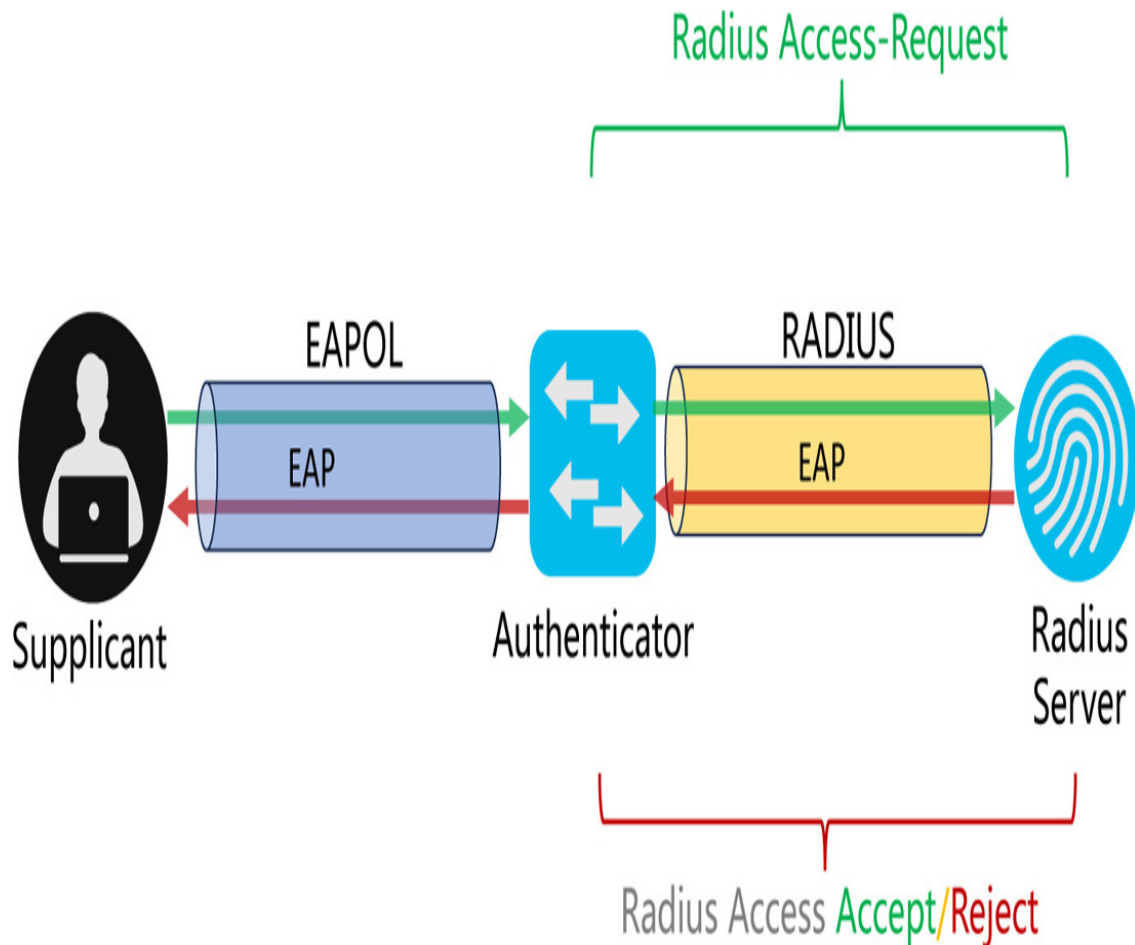 Radius Access-Request
EAPOL
RADIUS
EAP
EAP
Supplicant
Authenticator
Radius
Server
Radius Access Accept/Reject